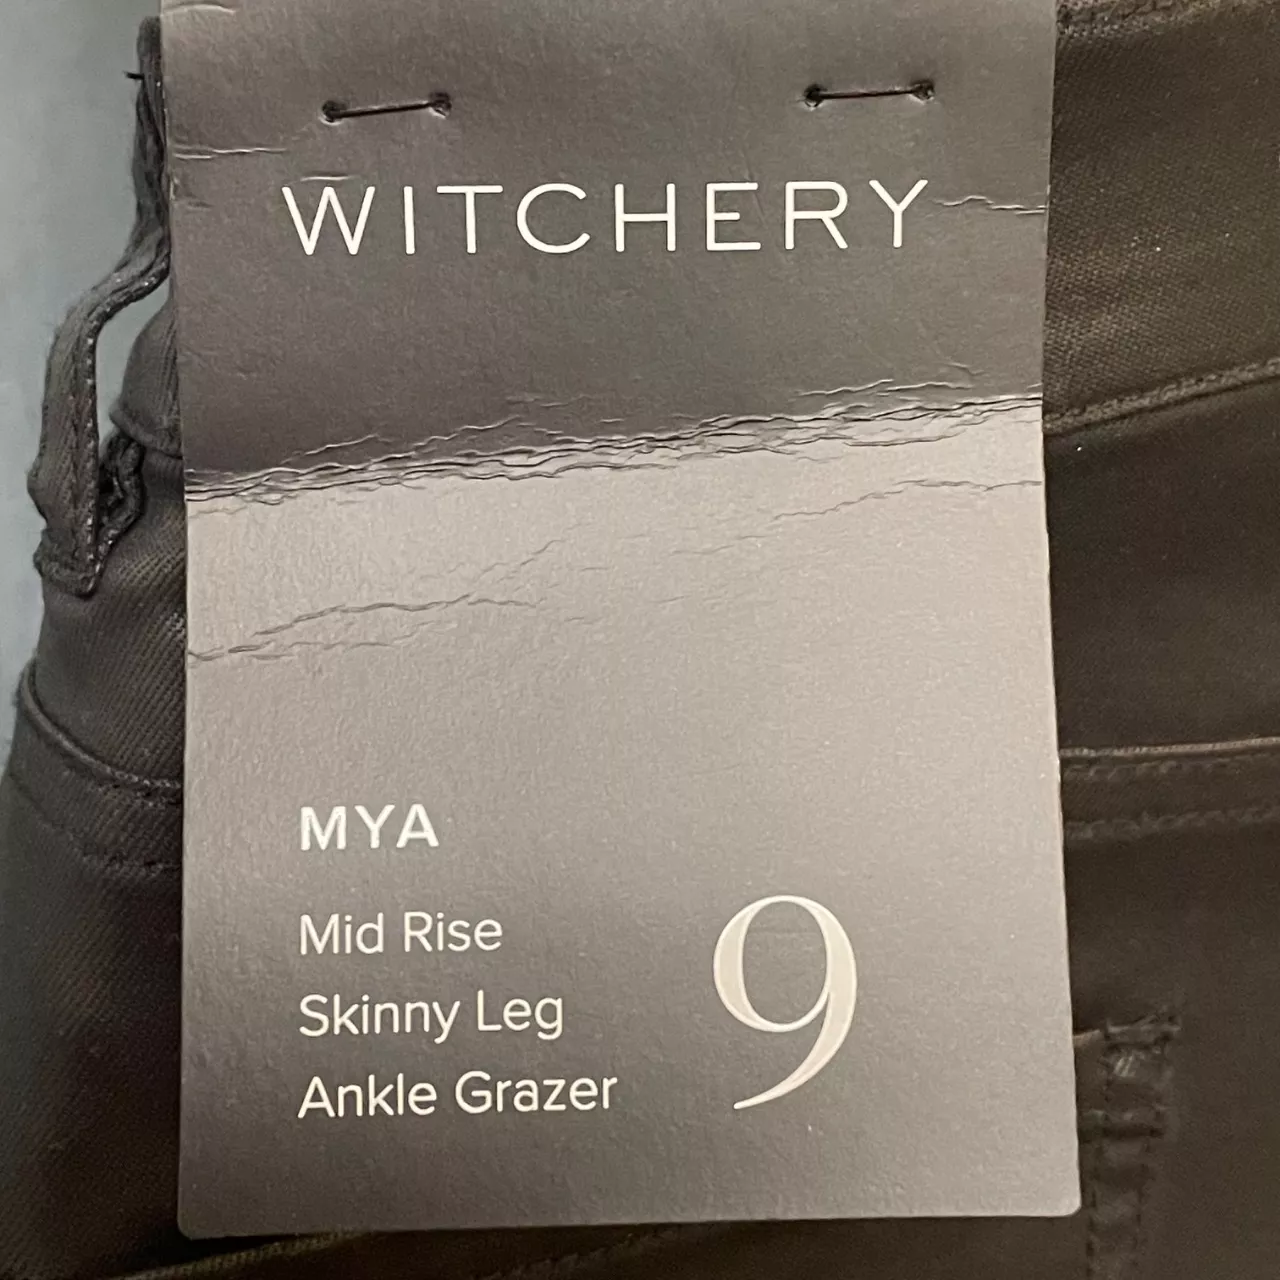 WITCHERY
MYA
Mid Rise
Skinny Leg
Ankle Grazer
9